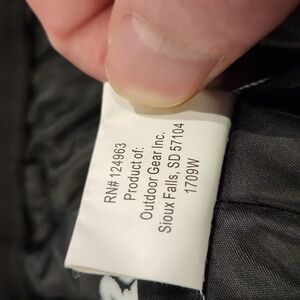 RN# 124963
Product of:
Outdoor Gear Inc.
Sioux Falls, SD 57104
1709W